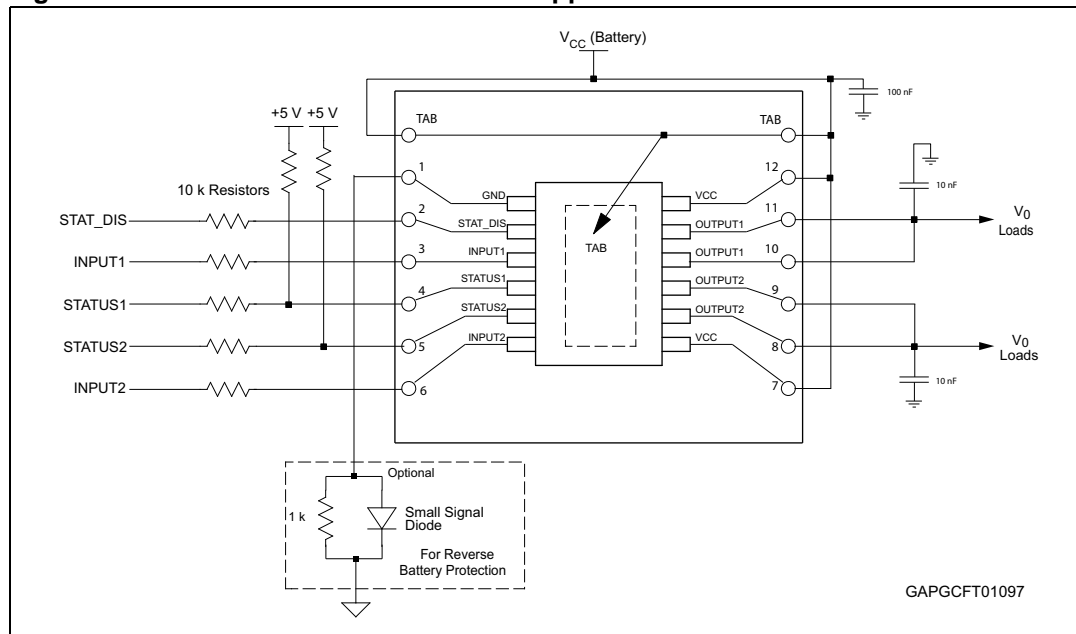 V_CC (Battery)
100 nF
+5 V +5 V
TAB
TAB
1
12
10 nF
10 k Resistors
GND
VCC
STAT_DIS
2
STAT_DIS
OUTPUT1
11
V_0
Loads
TAB
INPUT1
3
INPUT1
OUTPUT1
10
STATUS1
4
STATUS1
OUTPUT2
9
STATUS2
5
STATUS2
OUTPUT2
8
V_0
Loads
INPUT2
VCC
INPUT2
6
7
10 nF
Optional
1 k
Small Signal
Diode
For Reverse
Battery Protection
GAPGCFT01097